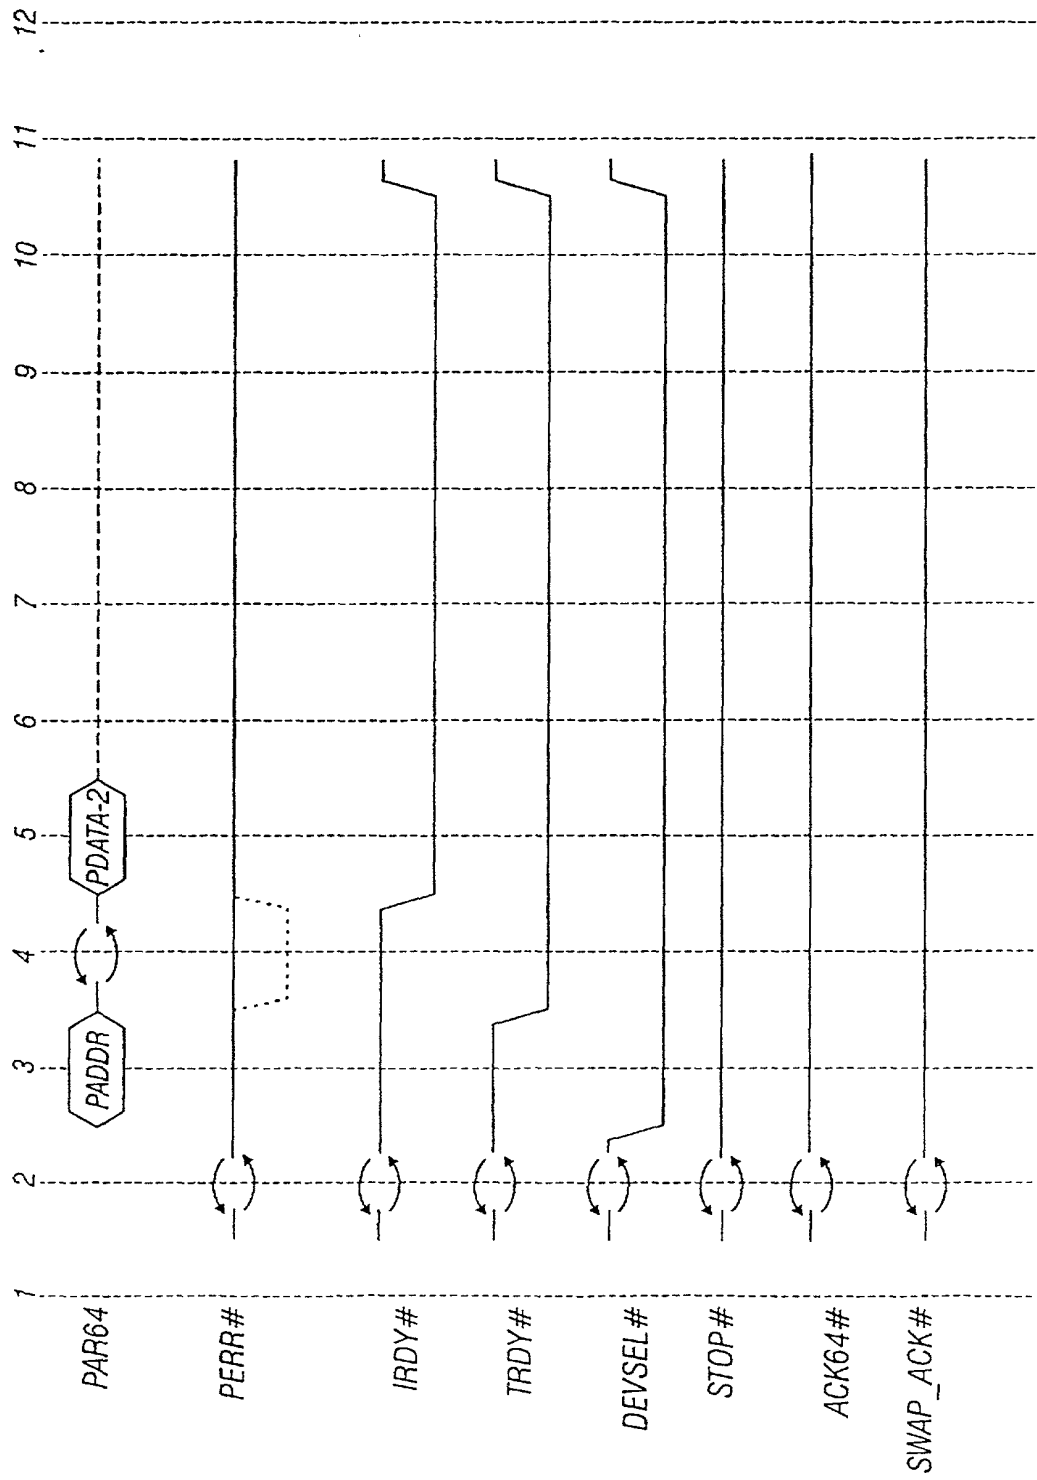 1 2 3 4 5 6 7 8 9 10 11 12
PAR64 PADDR PDATA-2
PERR#
IRDY#
TRDY#
DEVSEL#
STOP#
ACK64#
SWAP_ACK#